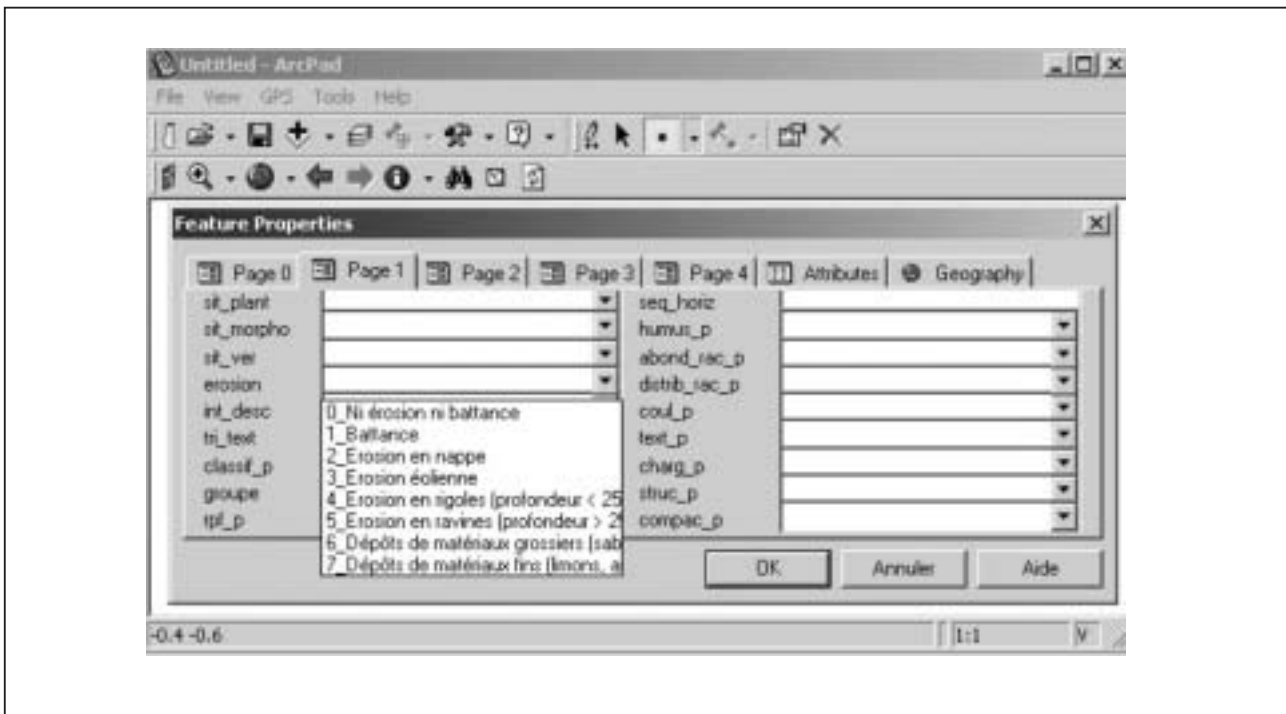 Untitled - ArcPad
File View GPS Tools Help
Feature Properties
Page 0 Page 1 Page 2 Page 3 Page 4 Attributes Geography
sit_plant seq_horiz
sit_morpho humus_p
sit_ver abond_rac_p
erosion distrib_rac_p
int_desc 0_Ni érosion ni battance coul_p
tri_text 1_Battance text_p
2_Erosion en nappe
classif_p 3_Erosion éolienne charg_p
groupe 4_Erosion en rigoles (profondeur < 25 struc_p
rpf_p 5_Erosion en ravines (profondeur > 25 compac_p
6_Dépôts de matériaux grossiers (sab
7_Dépôts de matériaux fins (limons, a
OK Annuler Aide
-0.4 -0.6 1:1 V